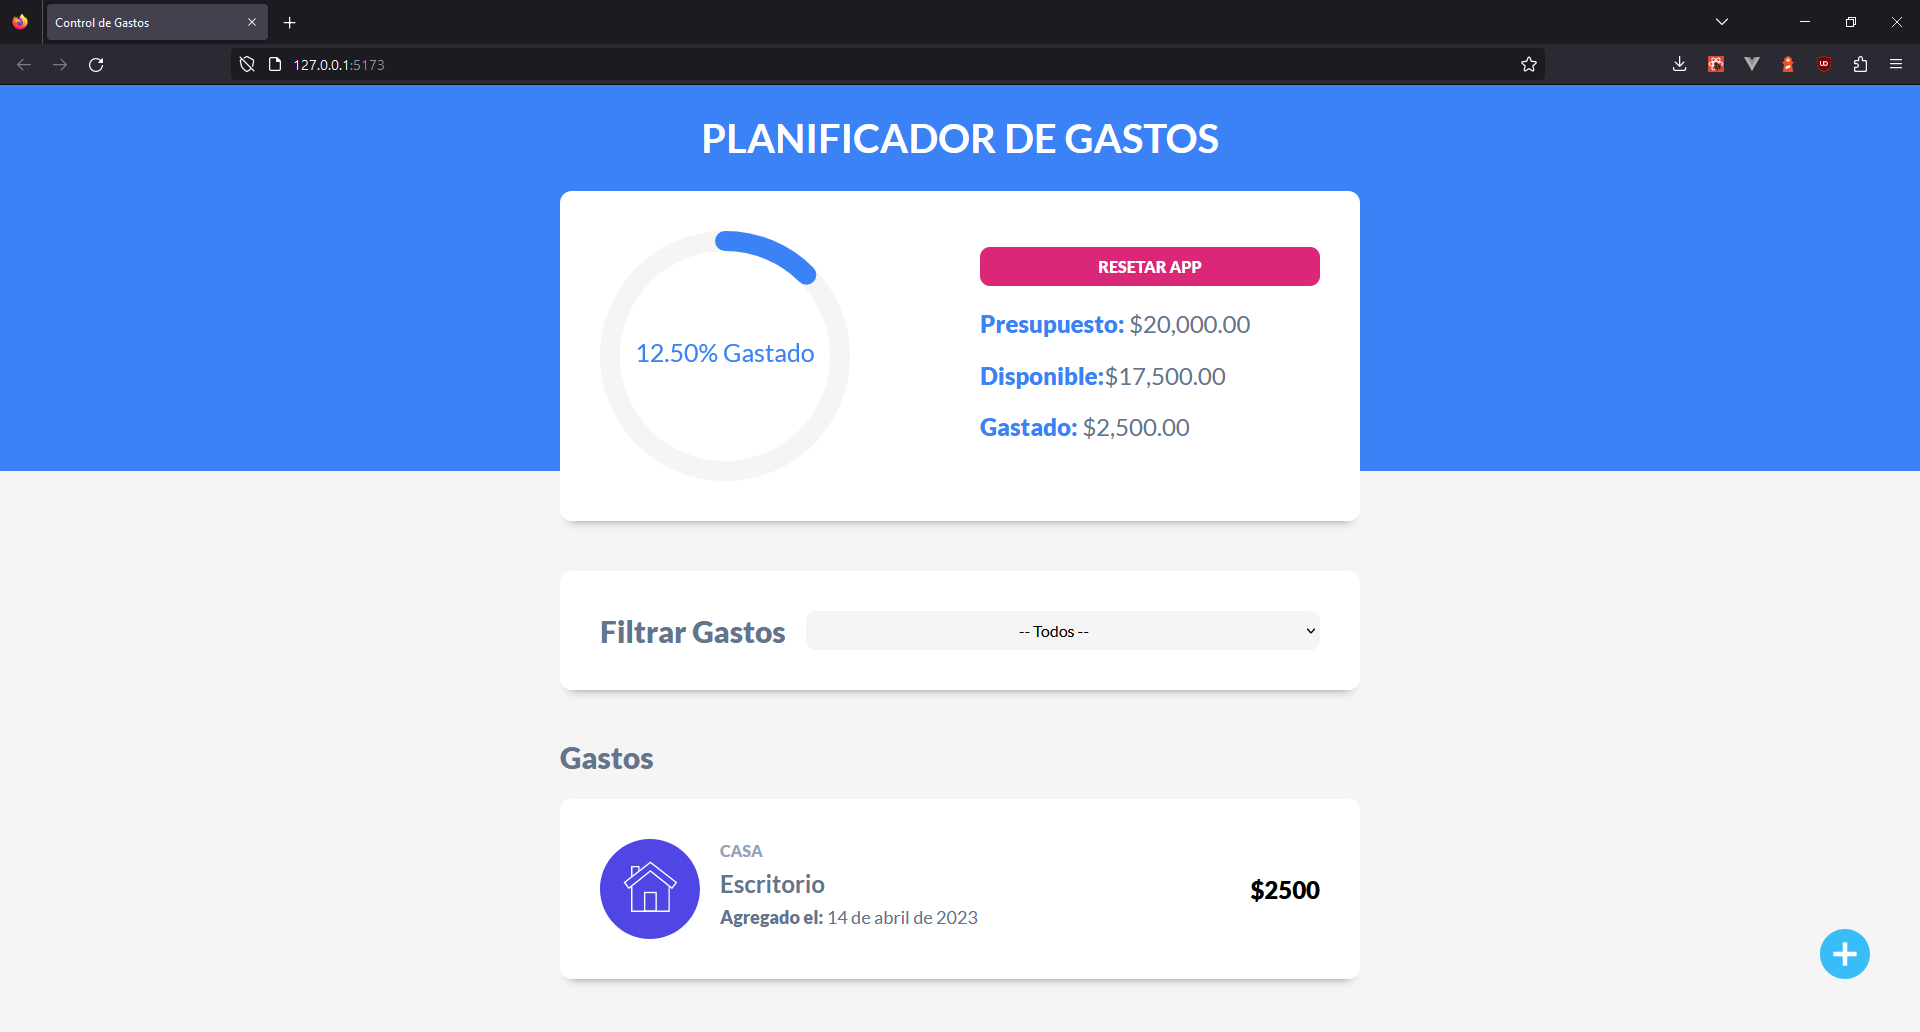 Control de Gastos
127.0.0.1:5173
PLANIFICADOR DE GASTOS
12.50% Gastado
RESETAR APP
Presupuesto: $20,000.00
Disponible:$17,500.00
Gastado: $2,500.00
Filtrar Gastos
-- Todos --
Gastos
CASA
Escritorio
Agregado el: 14 de abril de 2023
$2500